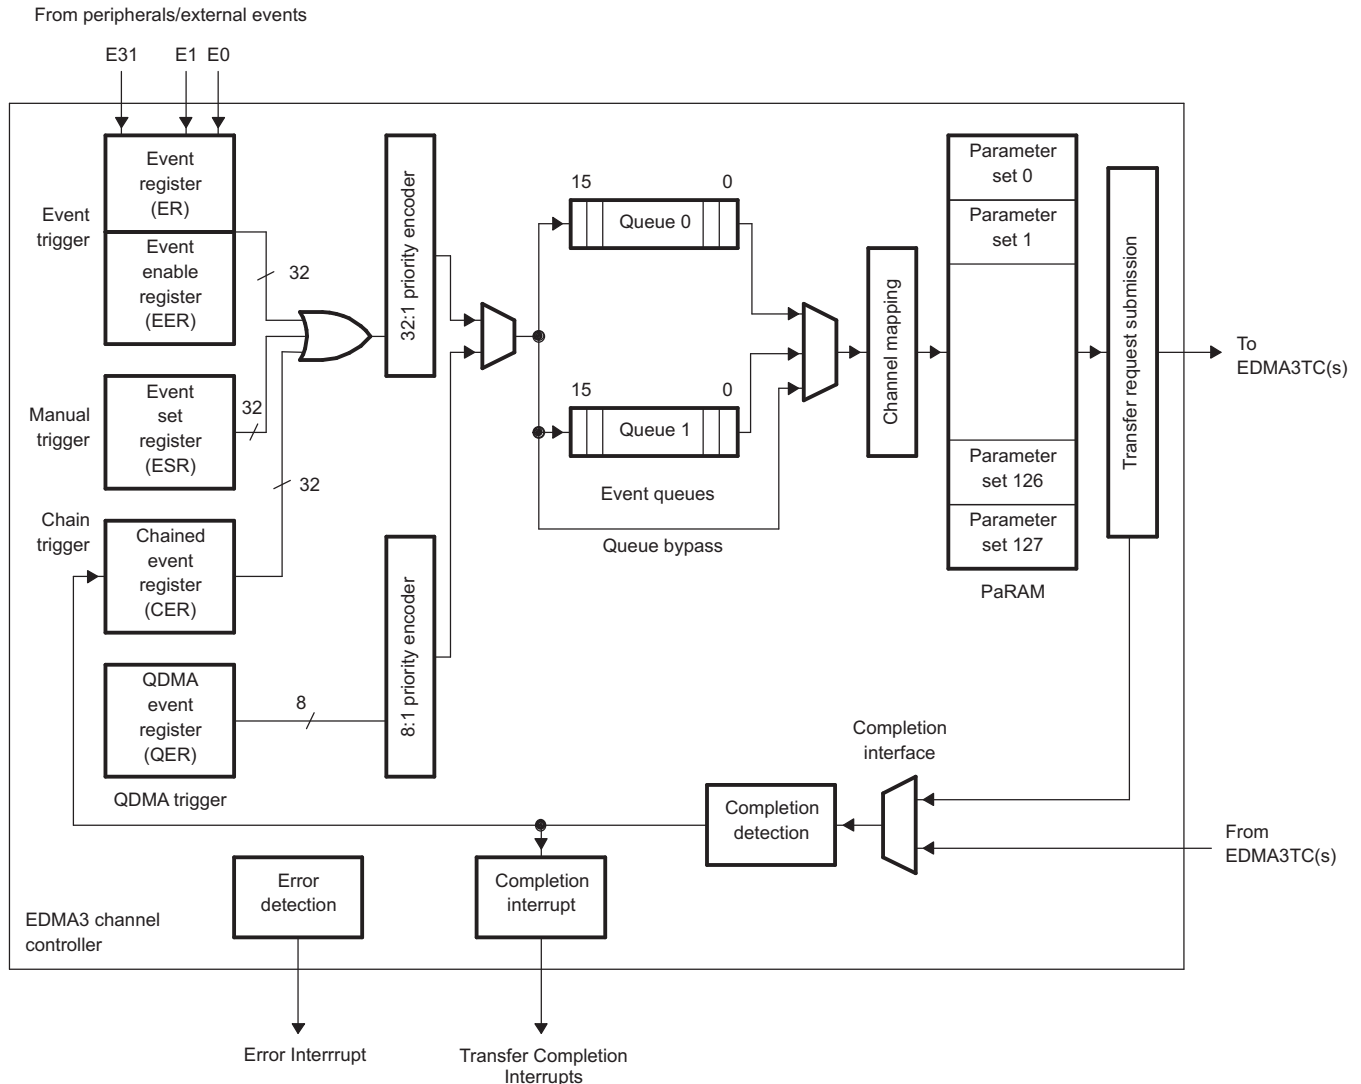 From peripherals/external events
E31 E1 E0
Event
register
(ER)
Event
trigger
Event
enable
register
(EER)
32
Manual
trigger
Event
set
register
(ESR)
32
Chain
trigger
Chained
event
register
(CER)
32
QDMA
event
register
(QER)
8
QDMA trigger
32:1 priority encoder
8:1 priority encoder
15 0
Queue 0
15 0
Queue 1
Event queues
Queue bypass
Channel mapping
Parameter
set 0
Parameter
set 1
Parameter
set 126
Parameter
set 127
PaRAM
Transfer request submission
To
EDMA3TC(s)
Completion
interface
Completion
detection
From
EDMA3TC(s)
Error
detection
Completion
interrupt
EDMA3 channel
controller
Error Interrrupt
Transfer Completion
Interrupts